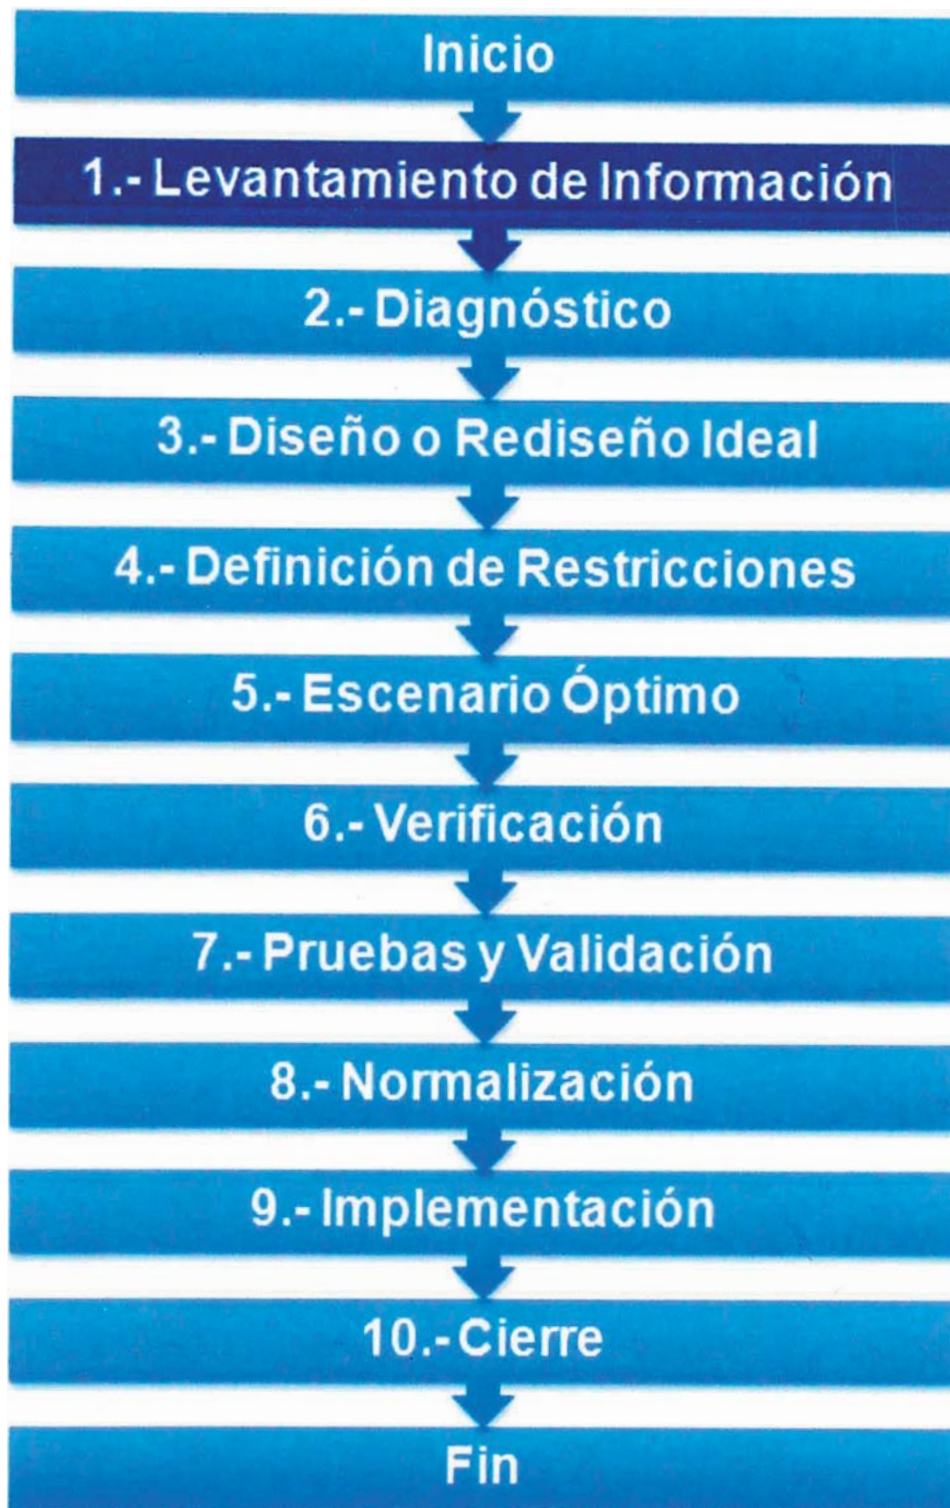 Inicio
1.- Levantamiento de Información
2.- Diagnóstico
3.- Diseño o Rediseño Ideal
4.- Definición de Restricciones
5.- Escenario Óptimo
6.- Verificación
7.- Pruebas y Validación
8.- Normalización
9.- Implementación
10.- Cierre
Fin